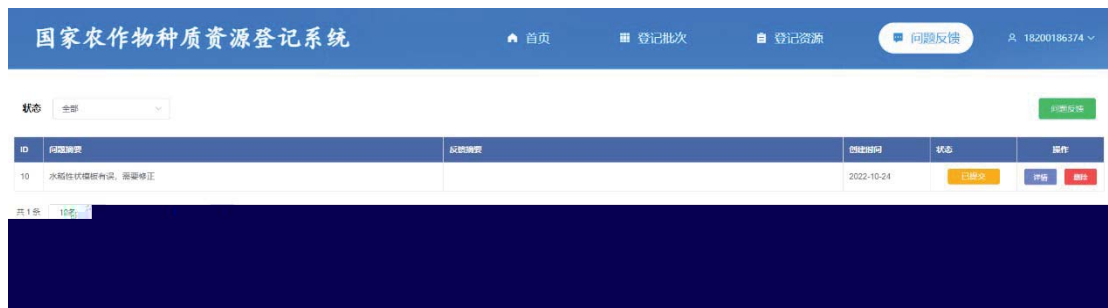 国家农作物种质资源登记系统 首页 登记批次 登记资源 问题反馈 18200186374
状态 全部 问题反馈
ID 问题摘要 反馈摘要 创建时间 状态 操作
10 水稻性状模板有误，需要修正 2022-10-24 已提交 详情 删除
共 1 条